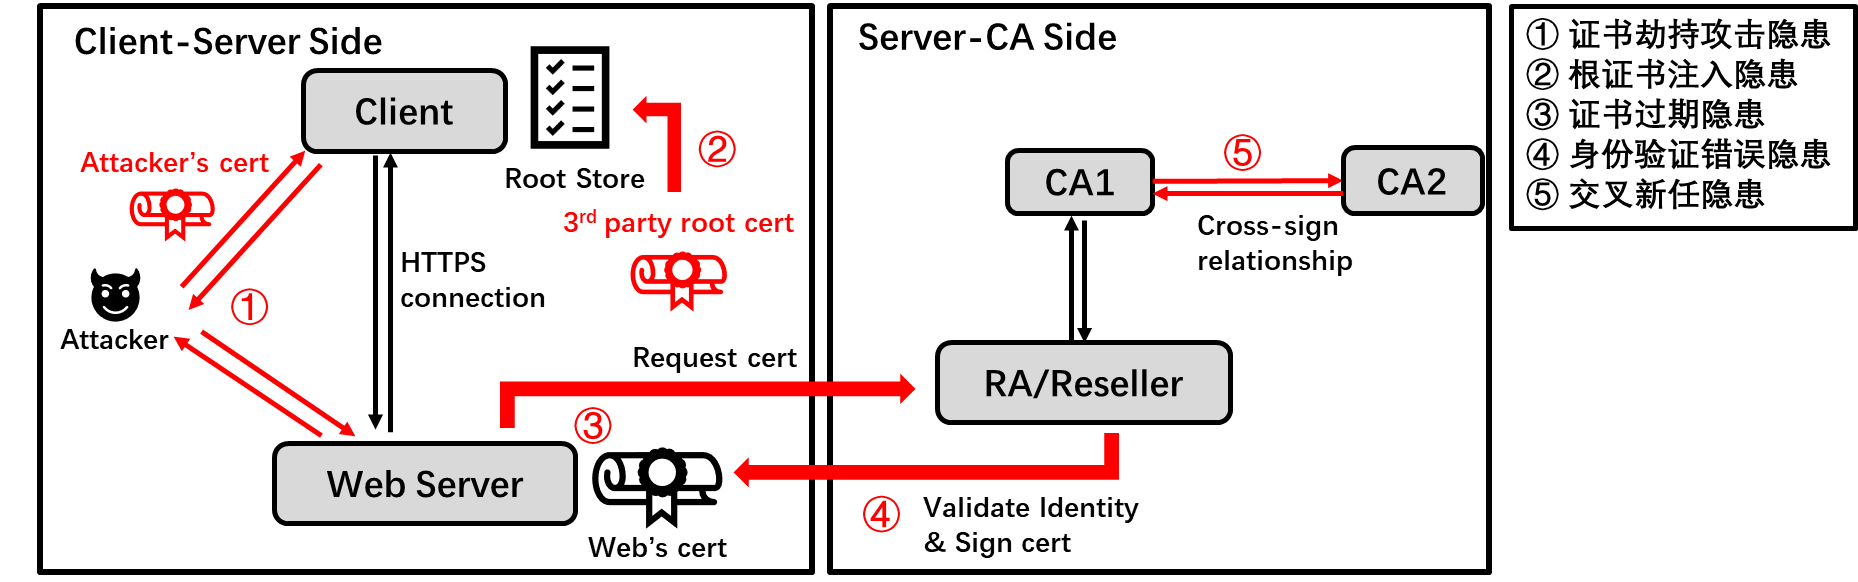 Client-Server Side
Client
Root Store
②
Attacker's cert
3rd party root cert
HTTPS
connection
①
Attacker
Request cert
③
Web Server
Web's cert
Server-CA Side
CA1
⑤
CA2
Cross-sign
relationship
RA/Reseller
④
Validate Identity
& Sign cert
① 证书劫持攻击隐患
② 根证书注入隐患
③ 证书过期隐患
④ 身份验证错误隐患
⑤ 交叉新任隐患